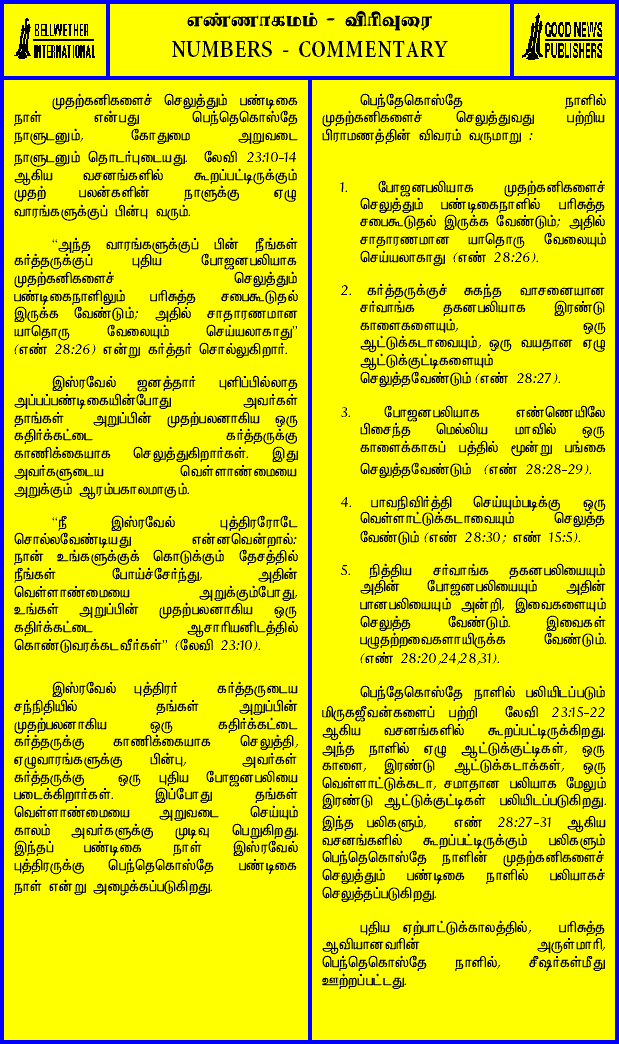 BELLWETHER
INTERNATIONAL
எண்ணாகமம் - விரிவுரை
NUMBERS - COMMENTARY
GOOD NEWS
PUBLISHERS
முதற்கனிகளைச் செலுத்தும் பண்டிகை
நாள் என்பது பெந்தெகொஸ்தே
நாளுடனும், கோதுமை அறுவடை
நாளுடனும் தொடர்புடையது. லேவி 23:10-14
ஆகிய வசனங்களில் கூறப்பட்டிருக்கும்
முதற் பலன்களின் நாளுக்கு ஏழு
வாரங்களுக்குப் பின்பு வரும்.
“அந்த வாரங்களுக்குப் பின் நீங்கள்
கர்த்தருக்குப் புதிய போஜனபலியாக
முதற்கனிகளைச் செலுத்தும்
பண்டிகைநாளிலும் பரிசுத்த சபைகூடுதல்
இருக்க வேண்டும்; அதில் சாதாரணமான
யாதொரு வேலையும் செய்யலாகாது”
(எண் 28:26) என்று கர்த்தர் சொல்லுகிறார்.
இஸ்ரவேல் ஜனத்தார் புளிப்பில்லாத
அப்பப்பண்டிகையின்போது அவர்கள்
தாங்கள் அறுப்பின் முதற்பலனாகிய ஒரு
கதிர்க்கட்டை கர்த்தருக்கு
காணிக்கையாக செலுத்துகிறார்கள். இது
அவர்களுடைய வெள்ளாண்மையை
அறுக்கும் ஆரம்பகாலமாகும்.
“நீ இஸ்ரவேல் புத்திரரோடே
சொல்லவேண்டியது என்னவென்றால்:
நான் உங்களுக்குக் கொடுக்கும் தேசத்தில்
நீங்கள் போய்ச்சேர்ந்து, அதின்
வெள்ளாண்மையை அறுக்கும்போது,
உங்கள் அறுப்பின் முதற்பலனாகிய ஒரு
கதிர்க்கட்டை ஆசாரியனிடத்தில்
கொண்டுவரக்கடவீர்கள்” (லேவி 23:10).
இஸ்ரவேல் புத்திரர் கர்த்தருடைய
சந்நிதியில் தங்கள் அறுப்பின்
முதற்பலனாகிய ஒரு கதிர்க்கட்டை
கர்த்தருக்கு காணிக்கையாக செலுத்தி,
ஏழுவாரங்களுக்கு பின்பு, அவர்கள்
கர்த்தருக்கு ஒரு புதிய போஜனபலியை
படைக்கிறார்கள். இப்போது தங்கள்
வெள்ளாண்மையை அறுவடை செய்யும்
காலம் அவர்களுக்கு முடிவு பெறுகிறது.
இந்தப் பண்டிகை நாள் இஸ்ரவேல்
புத்திரருக்கு பெந்தெகொஸ்தே பண்டிகை
நாள் என்று அழைக்கப்படுகிறது.
பெந்தேகொஸ்தே நாளில்
முதற்கனிகளைச் செலுத்துவது பற்றிய
பிராமணத்தின் விவரம் வருமாறு :
1. போஜனபலியாக முதற்கனிகளைச்
செலுத்தும் பண்டிகைநாளில் பரிசுத்த
சபைகூடுதல் இருக்க வேண்டும்; அதில்
சாதாரணமான யாதொரு வேலையும்
செய்யலாகாது (எண் 28:26).
2. கர்த்தருக்குச் சுகந்த வாசனையான
சர்வாங்க தகனபலியாக இரண்டு
காளைகளையும், ஒரு
ஆட்டுக்கடாவையும், ஒரு வயதான ஏழு
ஆட்டுக்குட்டிகளையும்
செலுத்தவேண்டும் (எண் 28:27).
3. போஜனபலியாக எண்ணெயிலே
பிசைந்த மெல்லிய மாவில் ஒரு
காளைக்காகப் பத்தில் மூன்று பங்கை
செலுத்தவேண்டும் (எண் 28:28-29).
4. பாவநிவிர்த்தி செய்யும்படிக்கு ஒரு
வெள்ளாட்டுக்கடாவையும் செலுத்த
வேண்டும் (எண் 28:30; எண் 15:5).
5. நித்திய சர்வாங்க தகனபலியையும்
அதின் போஜனபலியையும் அதின்
பானபலியையும் அன்றி, இவைகளையும்
செலுத்த வேண்டும். இவைகள்
பழுதற்றவைகளாயிருக்க வேண்டும்.
(எண் 28:20,24,28,31).
பெந்தேகொஸ்தே நாளில் பலியிடப்படும்
மிருகஜீவன்களைப் பற்றி லேவி 23:15-22
ஆகிய வசனங்களில் கூறப்பட்டிருக்கிறது.
அந்த நாளில் ஏழு ஆட்டுக்குட்டிகள், ஒரு
காளை, இரண்டு ஆட்டுக்கடாக்கள், ஒரு
வெள்ளாட்டுக்கடா, சமாதான பலியாக மேலும்
இரண்டு ஆட்டுக்குட்டிகள் பலியிடப்படுகிறது.
இந்த பலிகளும், எண் 28:27-31 ஆகிய
வசனங்களில் கூறப்பட்டிருக்கும் பலிகளும்
பெந்தெகொஸ்தே நாளின் முதற்கனிகளைச்
செலுத்தும் பண்டிகை நாளில் பலியாகச்
செலுத்தப்படுகிறது.
புதிய ஏற்பாட்டுக்காலத்தில், பரிசுத்த
ஆவியானவரின் அருள்மாரி,
பெந்தெகொஸ்தே நாளில், சீஷர்கள்மீது
ஊற்றப்பட்டது.